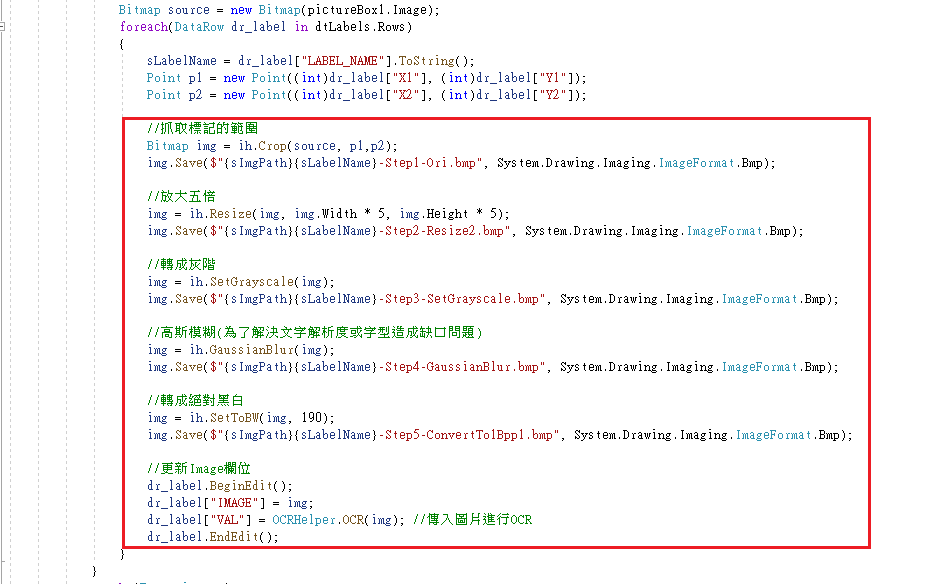 Bitmap source = new Bitmap(pictureBox1.Image);
foreach(DataRow dr_label in dtLabels.Rows)
{
sLabelName = dr_label["LABEL_NAME"].ToString();
Point p1 = new Point((int)dr_label["X1"], (int)dr_label["Y1"]);
Point p2 = new Point((int)dr_label["X2"], (int)dr_label["Y2"]);
//抓取標記的範圍
Bitmap img = ih.Crop(source, p1,p2);
img.Save($"{sImgPath}{sLabelName}-Step1-Ori.bmp", System.Drawing.Imaging.ImageFormat.Bmp);
//放大五倍
img = ih.Resize(img, img.Width * 5, img.Height * 5);
img.Save($"{sImgPath}{sLabelName}-Step2-Resize2.bmp", System.Drawing.Imaging.ImageFormat.Bmp);
//轉成灰階
img = ih.SetGrayscale(img);
img.Save($"{sImgPath}{sLabelName}-Step3-SetGrayscale.bmp", System.Drawing.Imaging.ImageFormat.Bmp);
//高斯模糊(為了解決文字解析度或字型造成缺口問題)
img = ih.GaussianBlur(img);
img.Save($"{sImgPath}{sLabelName}-Step4-GaussianBlur.bmp", System.Drawing.Imaging.ImageFormat.Bmp);
//轉成絕對黑白
img = ih.SetToBW(img, 190);
img.Save($"{sImgPath}{sLabelName}-Step5-ConvertTo1Bpp1.bmp", System.Drawing.Imaging.ImageFormat.Bmp);
//更新Image欄位
dr_label.BeginEdit();
dr_label["IMAGE"] = img;
dr_label["VAL"] = OCRHelper.OCR(img); //傳入圖片進行OCR
dr_label.EndEdit();
}
}